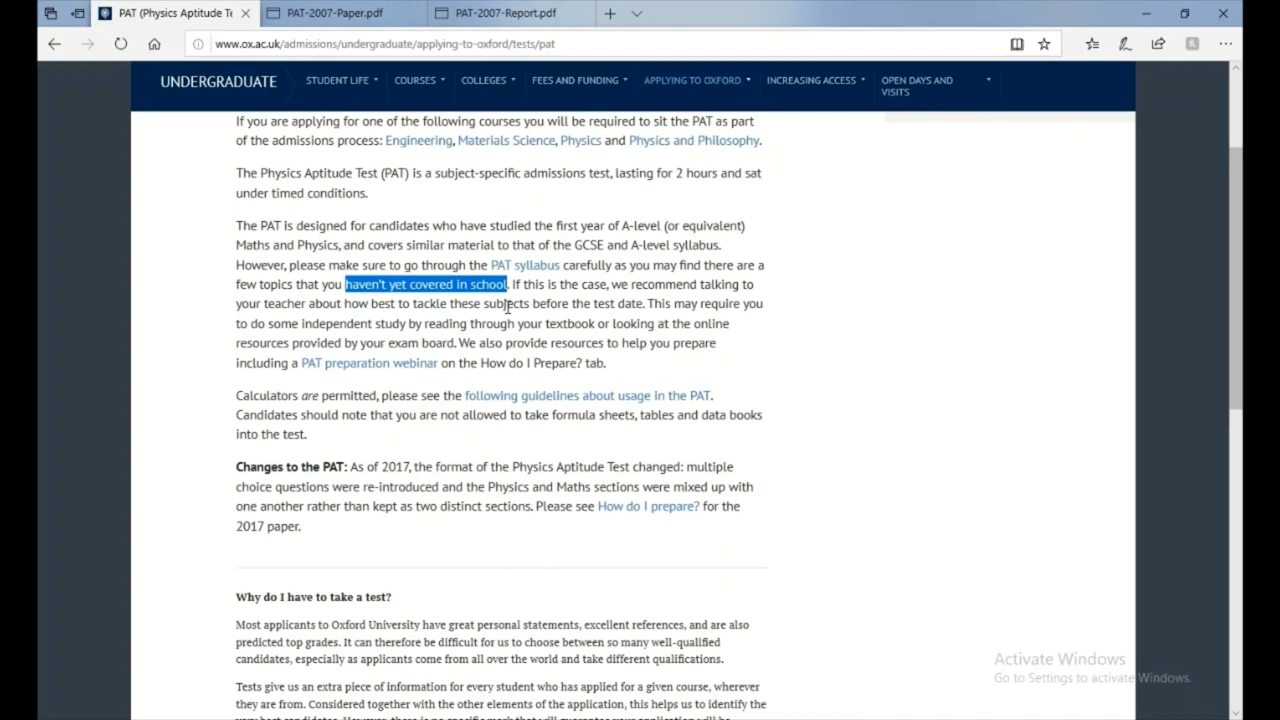 PAT (Physics Aptitude Te
PAT-2007-Paper.pdf
PAT-2007-Report.pdf
www.ox.ac.uk/admissions/undergraduate/applying-to-oxford/tests/pat
UNDERGRADUATE
STUDENT LIFE
COURSES
COLLEGES
FEES AND FUNDING
APPLYING TO OXFORD
INCREASING ACCESS
OPEN DAYS AND
VISITS
If you are applying for one of the following courses you will be required to sit the PAT as part
of the admissions process: Engineering, Materials Science, Physics and Physics and Philosophy.
The Physics Aptitude Test (PAT) is a subject-specific admissions test, lasting for 2 hours and sat
under timed conditions.
The PAT is designed for candidates who have studied the first year of A-level (or equivalent)
Maths and Physics, and covers similar material to that of the GCSE and A-level syllabus.
However, please make sure to go through the PAT syllabus carefully as you may find there are a
few topics that you haven't yet covered in school. If this is the case, we recommend talking to
your teacher about how best to tackle these subjects before the test date. This may require you
to do some independent study by reading through your textbook or looking at the online
resources provided by your exam board. We also provide resources to help you prepare
including a PAT preparation webinar on the How do I Prepare? tab.
Calculators are permitted, please see the following guidelines about usage in the PAT.
Candidates should note that you are not allowed to take formula sheets, tables and data books
into the test.
Changes to the PAT: As of 2017, the format of the Physics Aptitude Test changed: multiple
choice questions were re-introduced and the Physics and Maths sections were mixed up with
one another rather than kept as two distinct sections. Please see How do I prepare? for the
2017 paper.
Why do I have to take a test?
Most applicants to Oxford University have great personal statements, excellent references, and are also
predicted top grades. It can therefore be difficult for us to choose between so many well-qualified
candidates, especially as applicants come from all over the world and take different qualifications.
Tests give us an extra piece of information for every student who has applied for a given course, wherever
they are from. Considered together with the other elements of the application, this helps us to identify the
Activate Windows
Go to Settings to activate Windows.